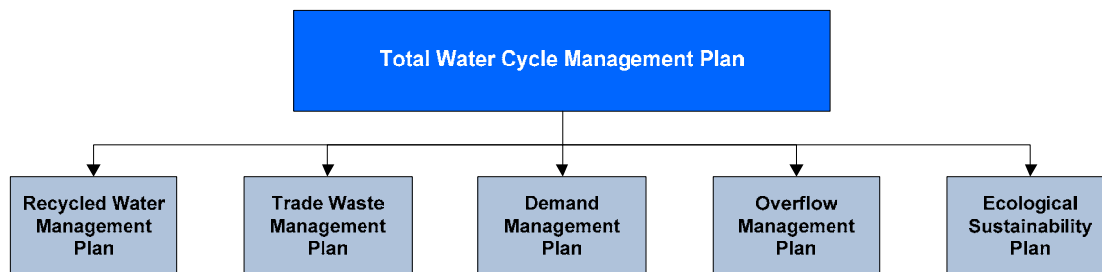 Total Water Cycle Management Plan
Recycled Water
Management
Plan
Trade Waste
Management
Plan
Demand
Management
Plan
Overflow
Management
Plan
Ecological
Sustainability
Plan